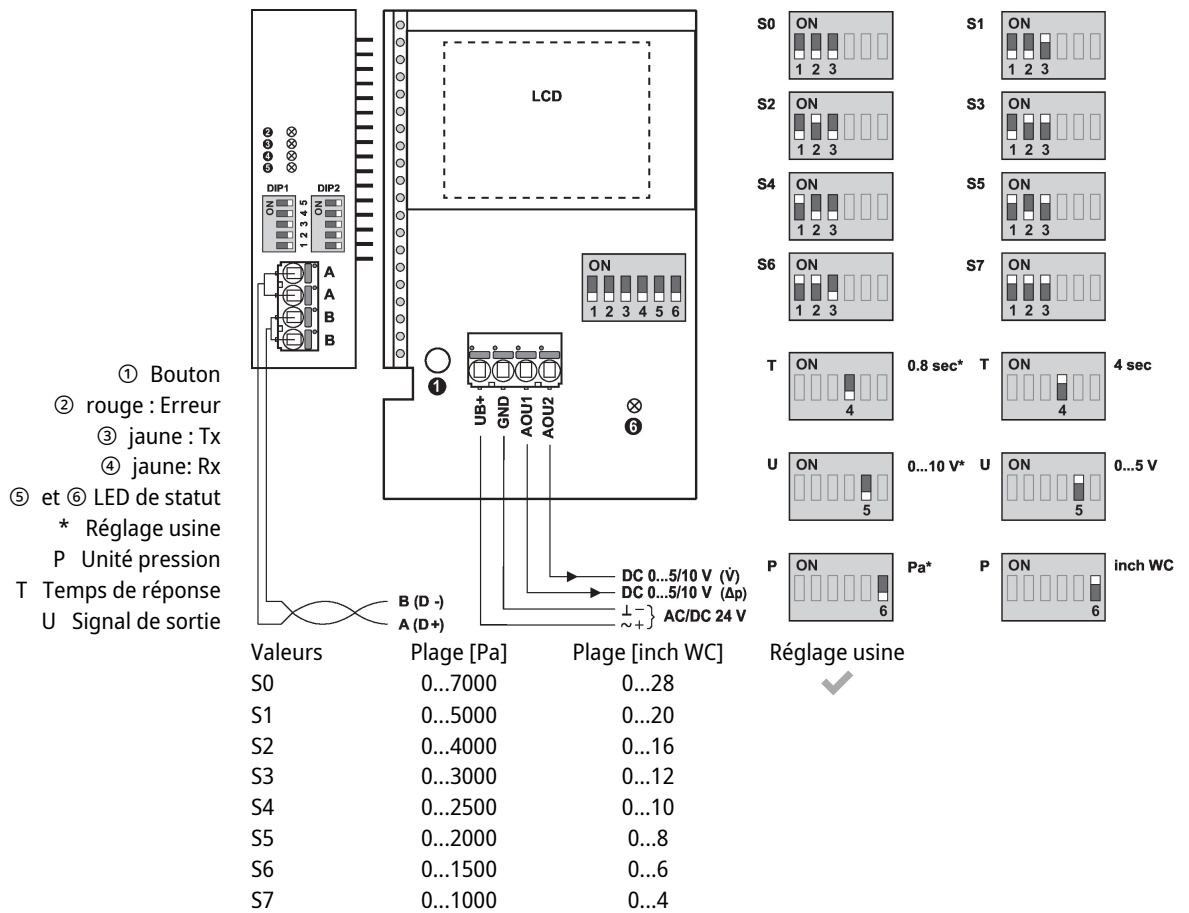 LCD
❷
❸
❹
❺
DIP1 DIP2
ON 1 2 3 4 5 ON
A
A
B
B
ON
1 2 3 4 5 6
❶
UB+
GND
AOU1
AOU2
❻
DC 0...5/10 V (V̇)
DC 0...5/10 V (Δp)
⊥ −
~ + } AC/DC 24 V
B (D -)
A (D+)
① Bouton
② rouge : Erreur
③ jaune : Tx
④ jaune: Rx
⑤ et ⑥ LED de statut
* Réglage usine
P Unité pression
T Temps de réponse
U Signal de sortie
S0 ON
1 2 3
S1 ON
1 2 3
S2 ON
1 2 3
S3 ON
1 2 3
S4 ON
1 2 3
S5 ON
1 2 3
S6 ON
1 2 3
S7 ON
1 2 3
T ON 0.8 sec*
4
T ON 4 sec
4
U ON 0...10 V*
5
U ON 0...5 V
5
P ON Pa*
6
P ON inch WC
6
Valeurs Plage [Pa] Plage [inch WC] Réglage usine
S0 0...7000 0...28 ✔
S1 0...5000 0...20
S2 0...4000 0...16
S3 0...3000 0...12
S4 0...2500 0...10
S5 0...2000 0...8
S6 0...1500 0...6
S7 0...1000 0...4